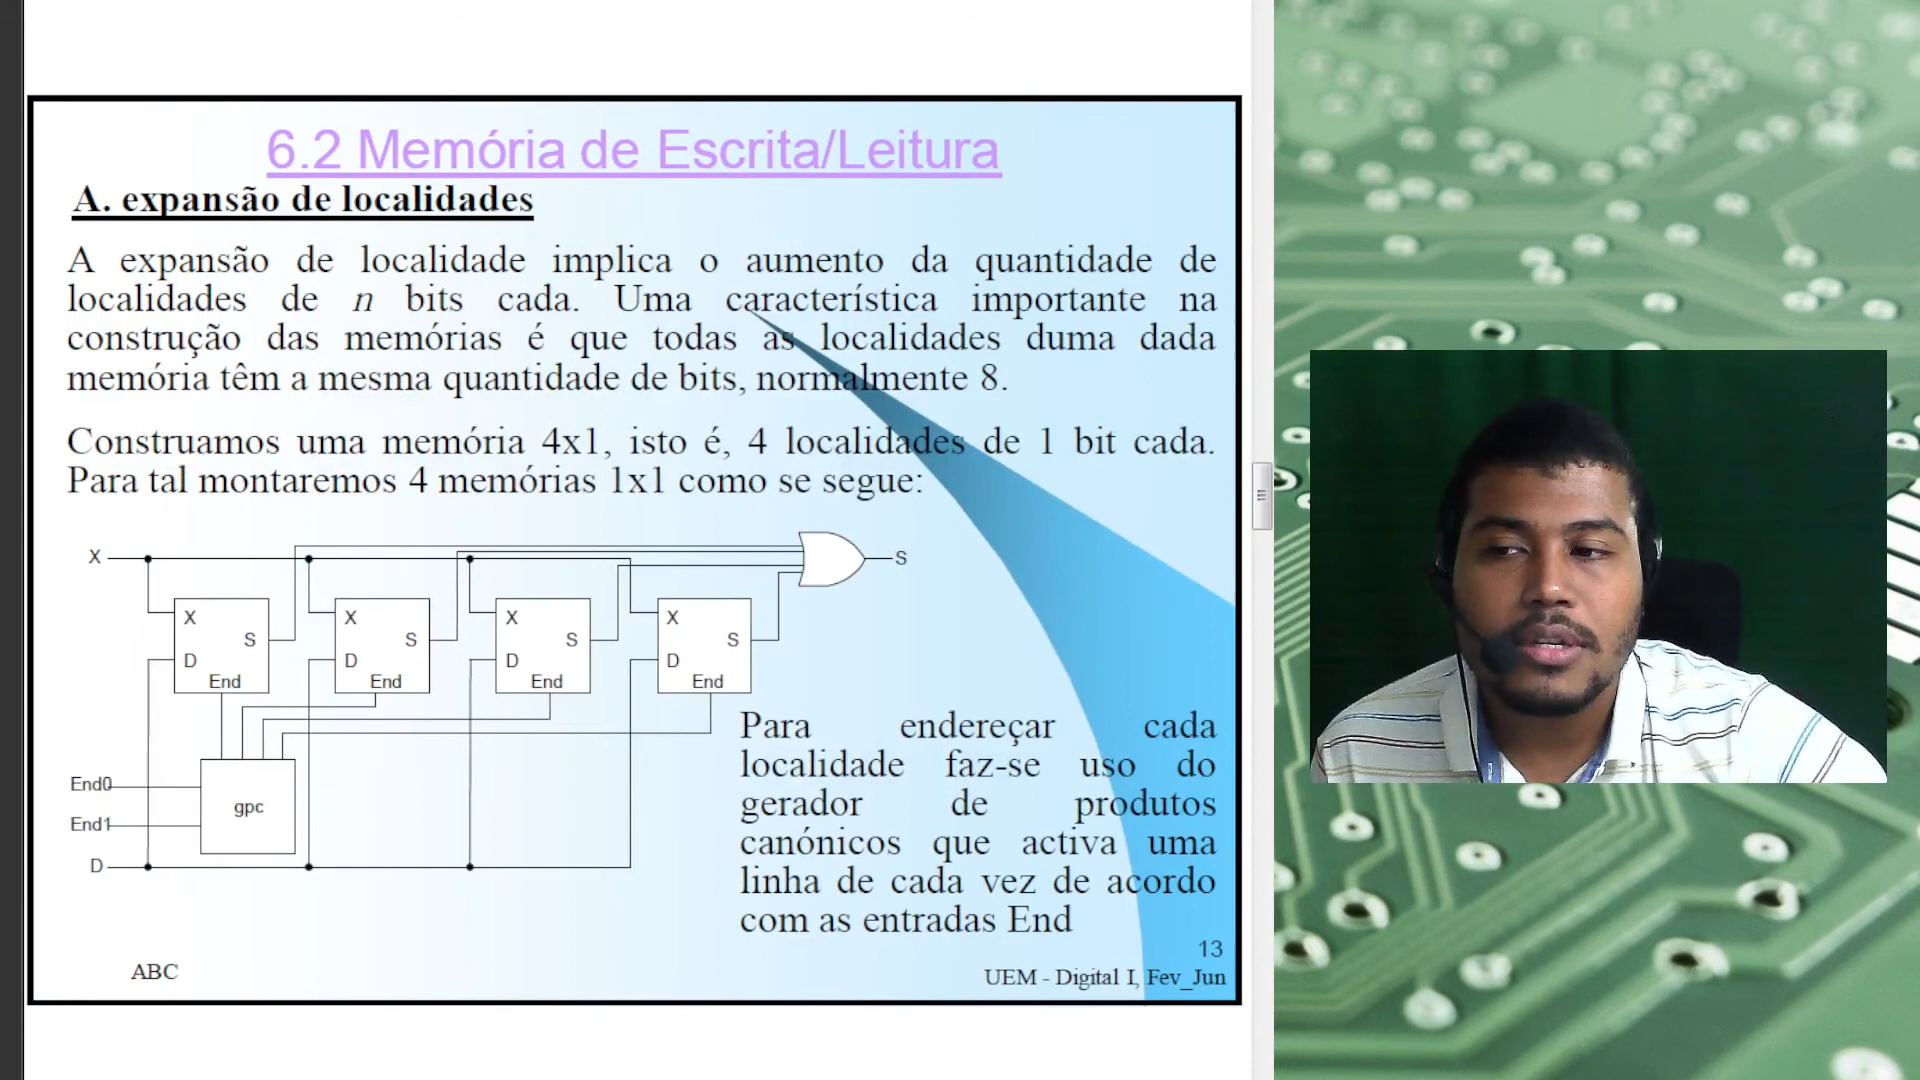 6.2 Memória de Escrita/Leitura
A. expansão de localidades
A expansão de localidade implica o aumento da quantidade de
localidades de n bits cada. Uma característica importante na
construção das memórias é que todas as localidades duma dada
memória têm a mesma quantidade de bits, normalmente 8.
Construamos uma memória 4x1, isto é, 4 localidades de 1 bit cada.
Para tal montaremos 4 memórias 1x1 como se segue:
X
S
X
S
D
End
X
S
D
End
X
S
D
End
X
S
D
End
End0
End1
gpc
D
Para endereçar cada
localidade faz-se uso do
gerador de produtos
canónicos que activa uma
linha de cada vez de acordo
com as entradas End
13
ABC
UEM - Digital I, Fev_Jun